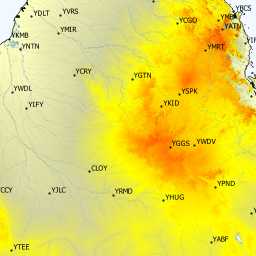 YBCS
YDLT
YVRS
YCGD
YMB
YATN
YMIR
YKMB
YNTN
YMRT
YCRY
YGTN
YWDL
YSPK
YIFY
YKID
YGGS
YWDV
CLOY
CCY
YJLC
YRMD
YHUG
YPND
YABF
YTEE